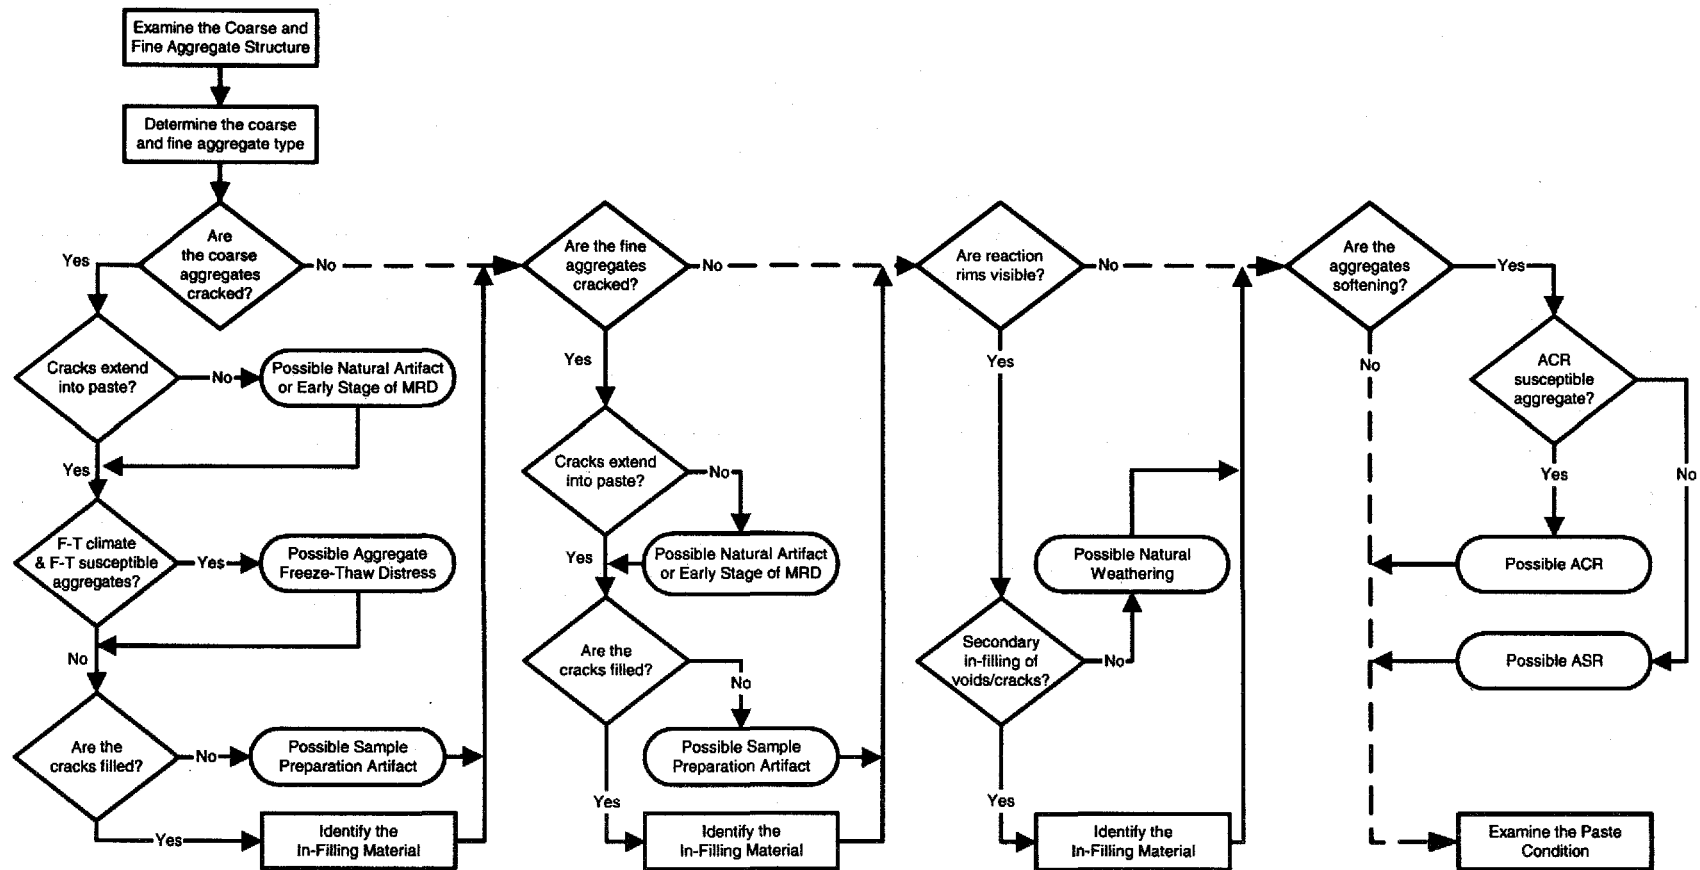 Examine the Coarse and
Fine Aggregate Structure
Determine the coarse
and fine aggregate type
Are
the coarse
aggregates
cracked?
Yes
No
Cracks extend
into paste?
No
Possible Natural Artifact
or Early Stage of MRD
Yes
F-T climate
& F-T susceptible
aggregates?
Yes
Possible Aggregate
Freeze-Thaw Distress
No
Are the
cracks filled?
No
Possible Sample
Preparation Artifact
Yes
Identify the
In-Filling Material
Are the fine
aggregates
cracked?
No
Yes
Cracks extend
into paste?
No
Yes
Possible Natural Artifact
or Early Stage of MRD
Are the
cracks filled?
No
Possible Sample
Preparation Artifact
Yes
Identify the
In-Filling Material
Are reaction
rims visible?
No
Yes
Possible Natural
Weathering
Secondary
in-filling of
voids/cracks?
No
Yes
Identify the
In-Filling Material
Are the
aggregates
softening?
Yes
No
ACR
susceptible
aggregate?
Yes
No
Possible ACR
Possible ASR
Examine the Paste
Condition